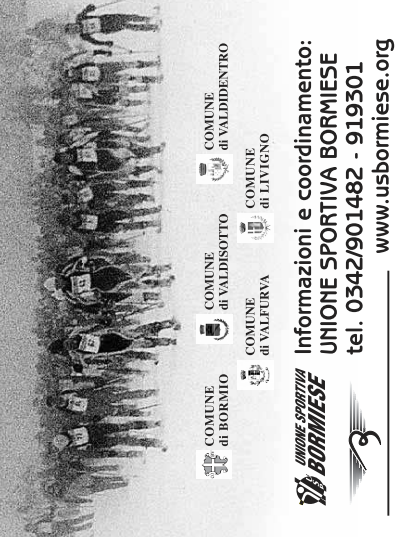 COMUNE
di BORMIO
COMUNE
di VALDISOTTO
COMUNE
di VALDIDENTRO
COMUNE
di VALFURVA
COMUNE
di LIVIGNO
UNIONE SPORTIVA
BORMIESE
Informazioni e coordinamento:
UNIONE SPORTIVA BORMIESE
tel. 0342/901482 - 919301
www.usbormiese.org